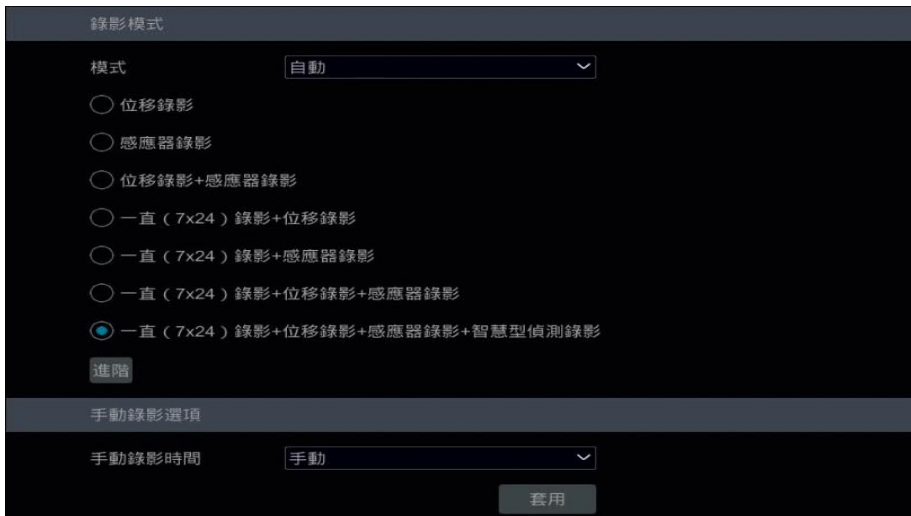 錄影模式
模式 自動
位移錄影
感應器錄影
位移錄影+感應器錄影
一直（7x24）錄影+位移錄影
一直（7x24）錄影+感應器錄影
一直（7x24）錄影+位移錄影+感應器錄影
一直（7x24）錄影+位移錄影+感應器錄影+智慧型偵測錄影
進階
手動錄影選項
手動錄影時間 手動
套用